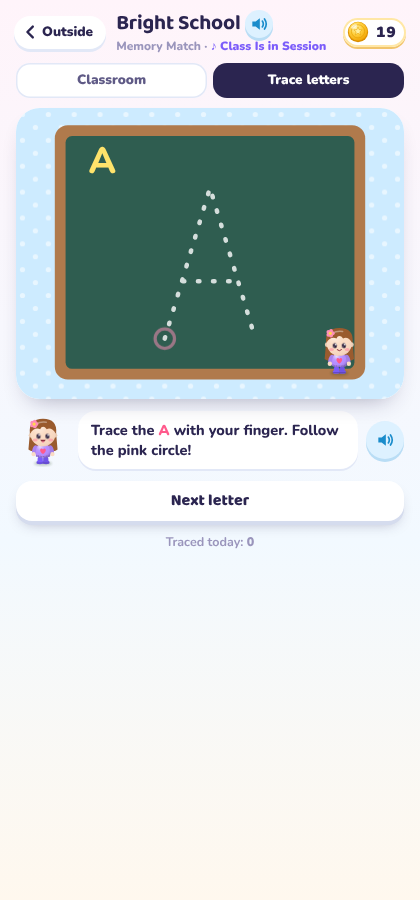 Outside
Bright School
Memory Match · ♪ Class Is in Session
19
Classroom
Trace letters
A
Trace the A with your finger. Follow
the pink circle!
Next letter
Traced today: 0